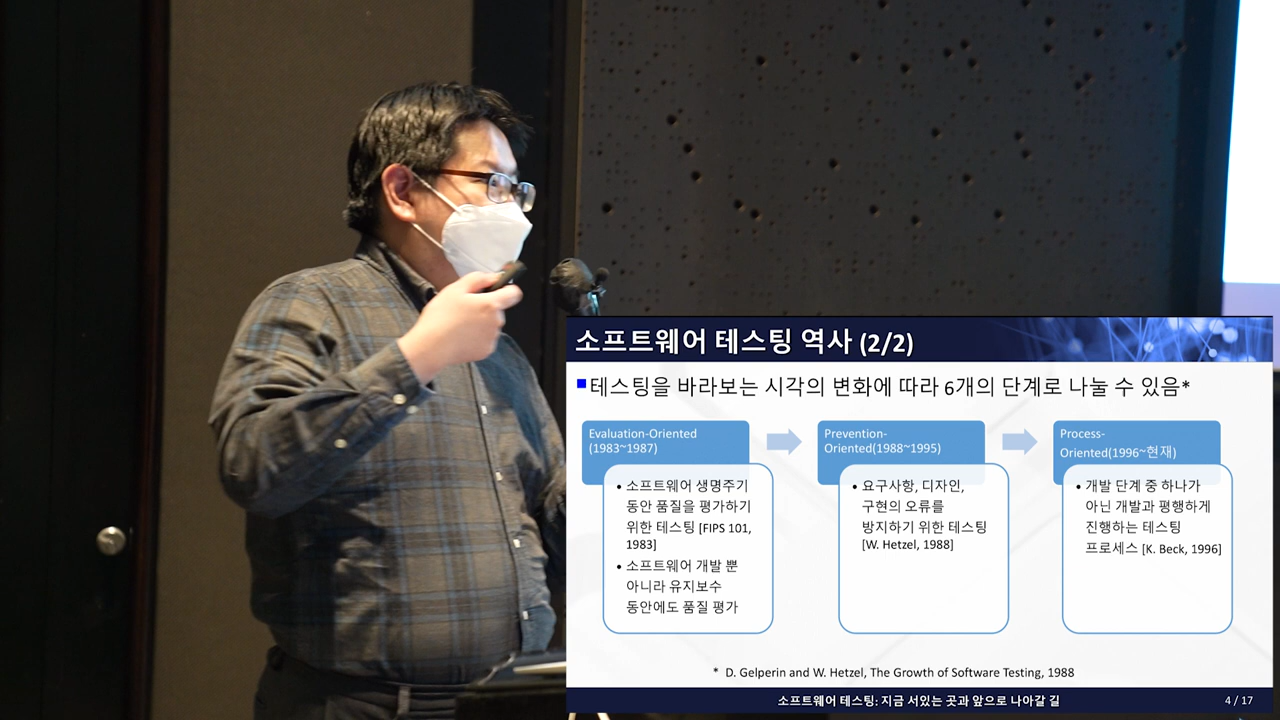 소프트웨어 테스팅 역사 (2/2)
테스팅을 바라보는 시각의 변화에 따라 6개의 단계로 나눌 수 있음*
Evaluation-Oriented
(1983~1987)
• 소프트웨어 생명주기
동안 품질을 평가하기
위한 테스팅 [FIPS 101,
1983]
• 소프트웨어 개발 뿐
아니라 유지보수
동안에도 품질 평가
Prevention-
Oriented(1988~1995)
• 요구사항, 디자인,
구현의 오류를
방지하기 위한 테스팅
[W. Hetzel, 1988]
Process-
Oriented(1996~현재)
• 개발 단계 중 하나가
아닌 개발과 평행하게
진행하는 테스팅
프로세스 [K. Beck, 1996]
* D. Gelperin and W. Hetzel, The Growth of Software Testing, 1988
소프트웨어 테스팅: 지금 서있는 곳과 앞으로 나아갈 길
4 / 17